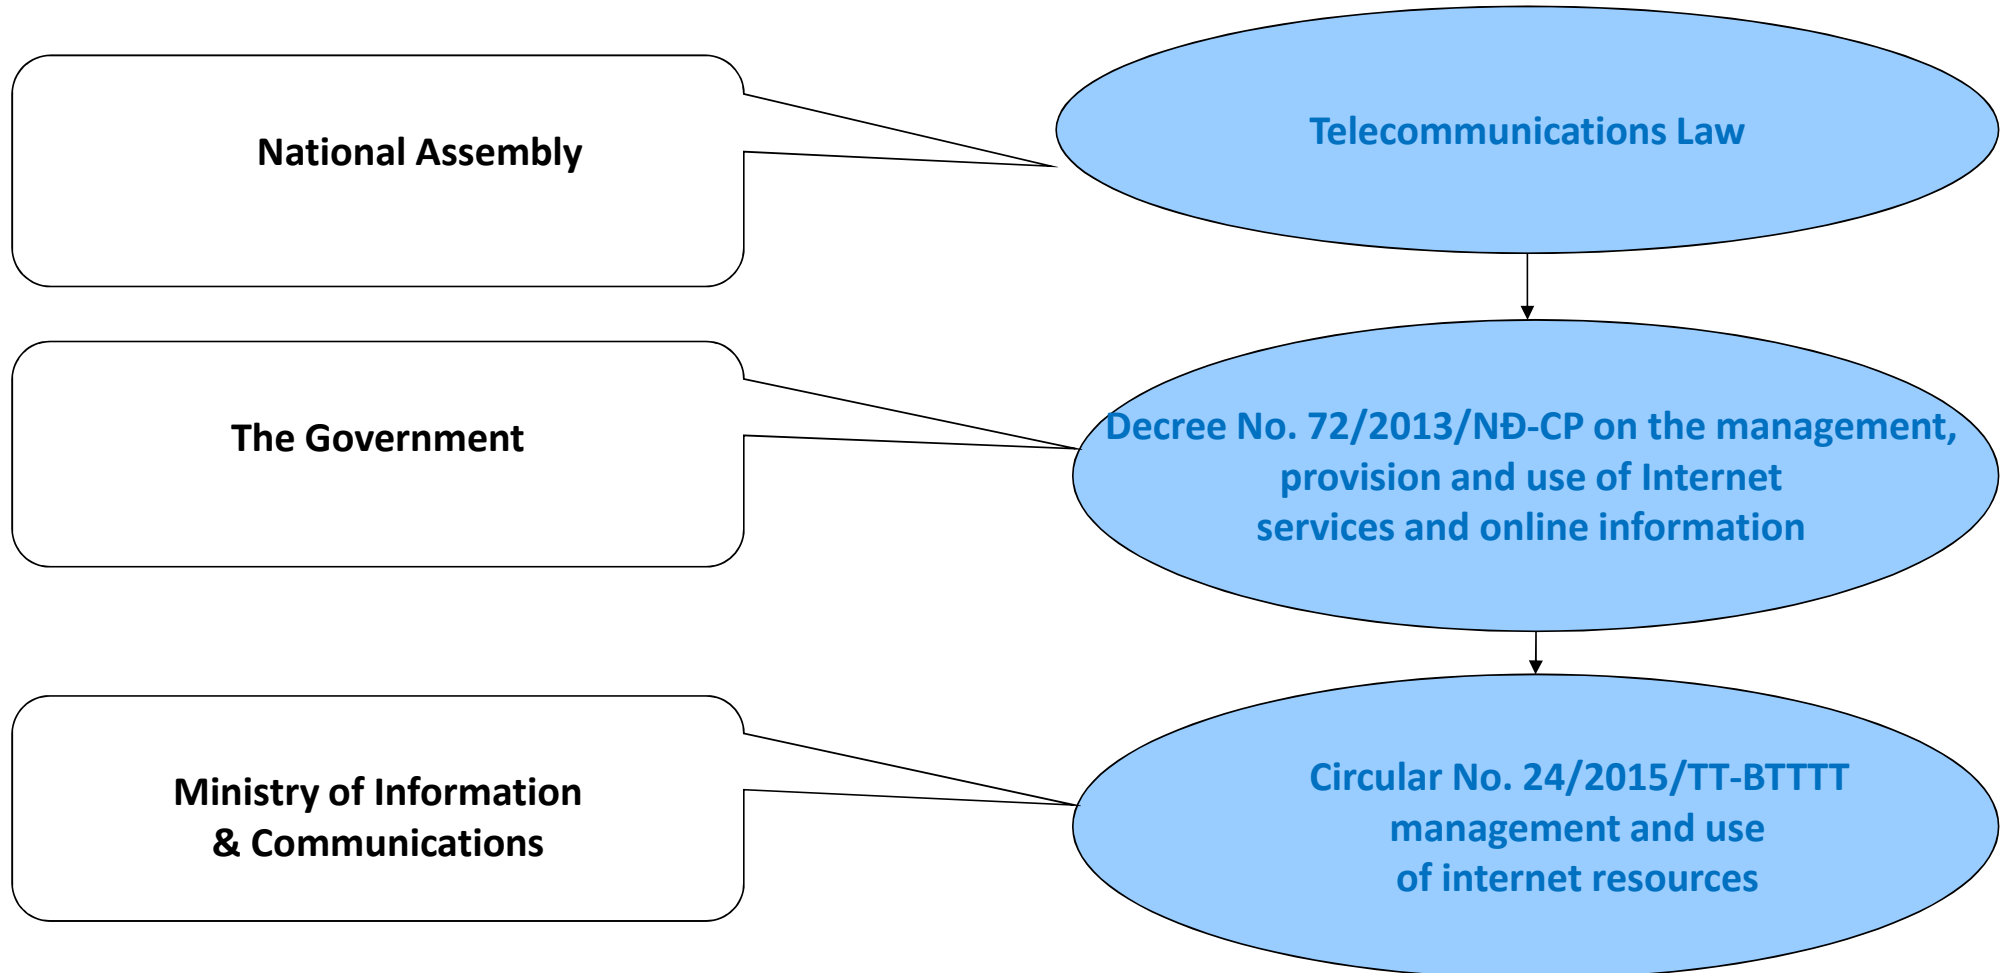 National Assembly
Telecommunications Law
The Government
Decree No. 72/2013/NĐ-CP on the management,
provision and use of Internet
services and online information
Ministry of Information
& Communications
Circular No. 24/2015/TT-BTTTT
management and use
of internet resources